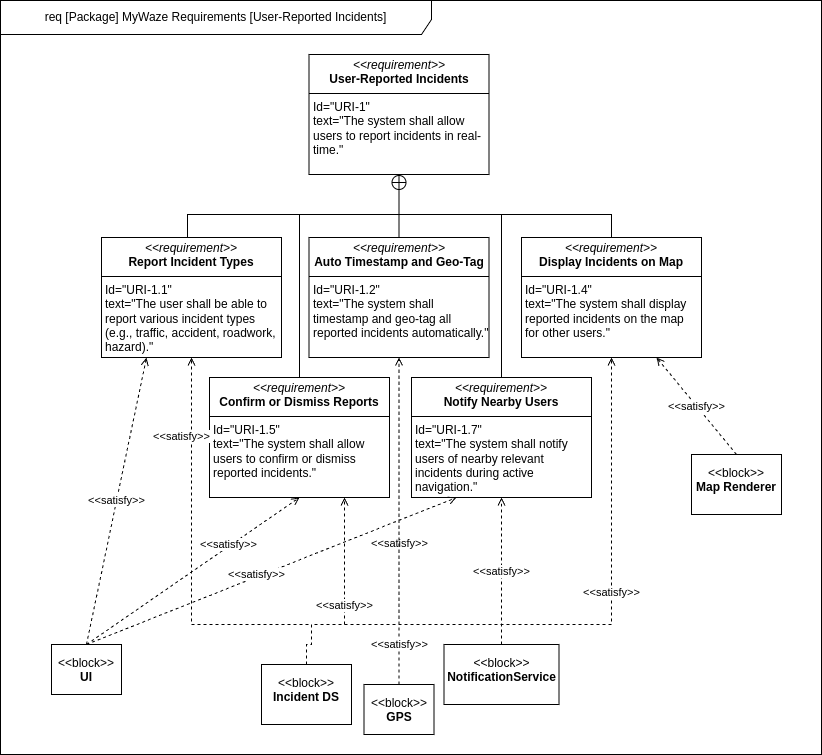 req [Package] MyWaze Requirements [User-Reported Incidents]
<<requirement>>
User-Reported Incidents
Id="URI-1"
text="The system shall allow
users to report incidents in real-
time."
<<requirement>>
Report Incident Types
Id="URI-1.1"
text="The user shall be able to
report various incident types
(e.g., traffic, accident, roadwork,
hazard)."
<<requirement>>
Auto Timestamp and Geo-Tag
Id="URI-1.2"
text="The system shall
timestamp and geo-tag all
reported incidents automatically."
<<requirement>>
Display Incidents on Map
Id="URI-1.4"
text="The system shall display
reported incidents on the map
for other users."
<<requirement>>
Confirm or Dismiss Reports
Id="URI-1.5"
text="The system shall allow
users to confirm or dismiss
reported incidents."
<<requirement>>
Notify Nearby Users
Id="URI-1.7"
text="The system shall notify
users of nearby relevant
incidents during active
navigation."
<<satisfy>>
<<satisfy>>
<<block>>
Map Renderer
<<satisfy>>
<<satisfy>>
<<satisfy>>
<<satisfy>>
<<satisfy>>
<<satisfy>>
<<satisfy>>
<<satisfy>>
<<block>>
UI
<<block>>
Incident DS
<<block>>
GPS
<<block>>
NotificationService